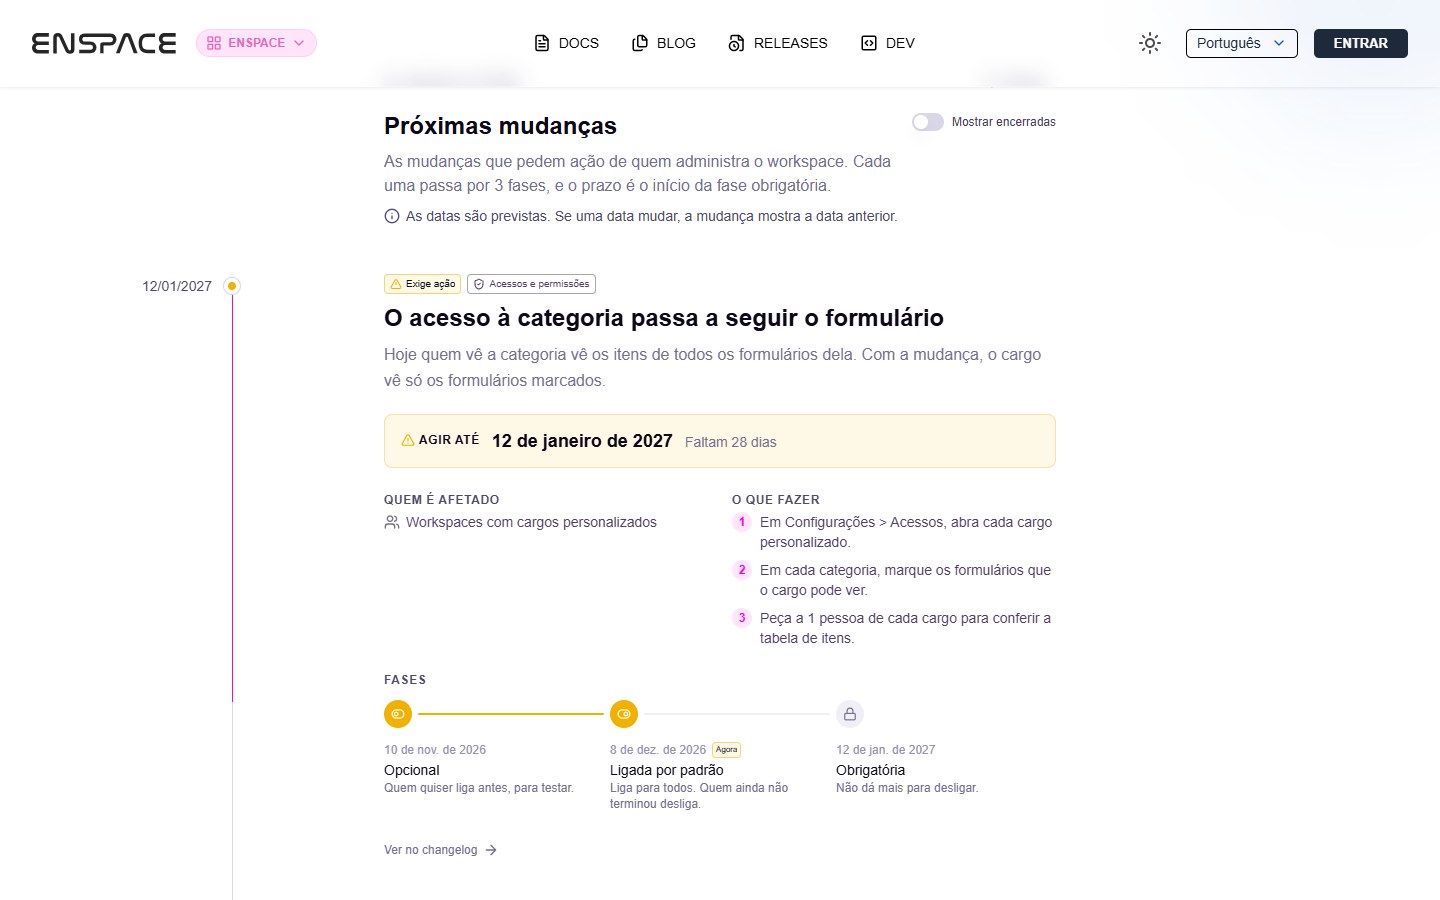 ENSPACE
ENSPACE
DOCS
BLOG
RELEASES
DEV
Português
ENTRAR
Próximas mudanças
Mostrar encerradas
As mudanças que pedem ação de quem administra o workspace. Cada
uma passa por 3 fases, e o prazo é o início da fase obrigatória.
As datas são previstas. Se uma data mudar, a mudança mostra a data anterior.
12/01/2027
Exige ação
Acessos e permissões
O acesso à categoria passa a seguir o formulário
Hoje quem vê a categoria vê os itens de todos os formulários dela. Com a mudança, o cargo
vê só os formulários marcados.
AGIR ATÉ 12 de janeiro de 2027 Faltam 28 dias
QUEM É AFETADO
Workspaces com cargos personalizados
O QUE FAZER
1 Em Configurações > Acessos, abra cada cargo
personalizado.
2 Em cada categoria, marque os formulários que
o cargo pode ver.
3 Peça a 1 pessoa de cada cargo para conferir a
tabela de itens.
FASES
10 de nov. de 2026
Opcional
Quem quiser liga antes, para testar.
8 de dez. de 2026 Agora
Ligada por padrão
Liga para todos. Quem ainda não
terminou desliga.
12 de jan. de 2027
Obrigatória
Não dá mais para desligar.
Ver no changelog